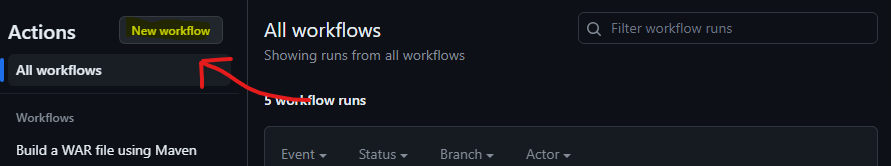 Actions
New workflow
All workflows
Workflows
Build a WAR file using Maven
All workflows
Showing runs from all workflows
Filter workflow runs
5 workflow runs
Event Status Branch Actor